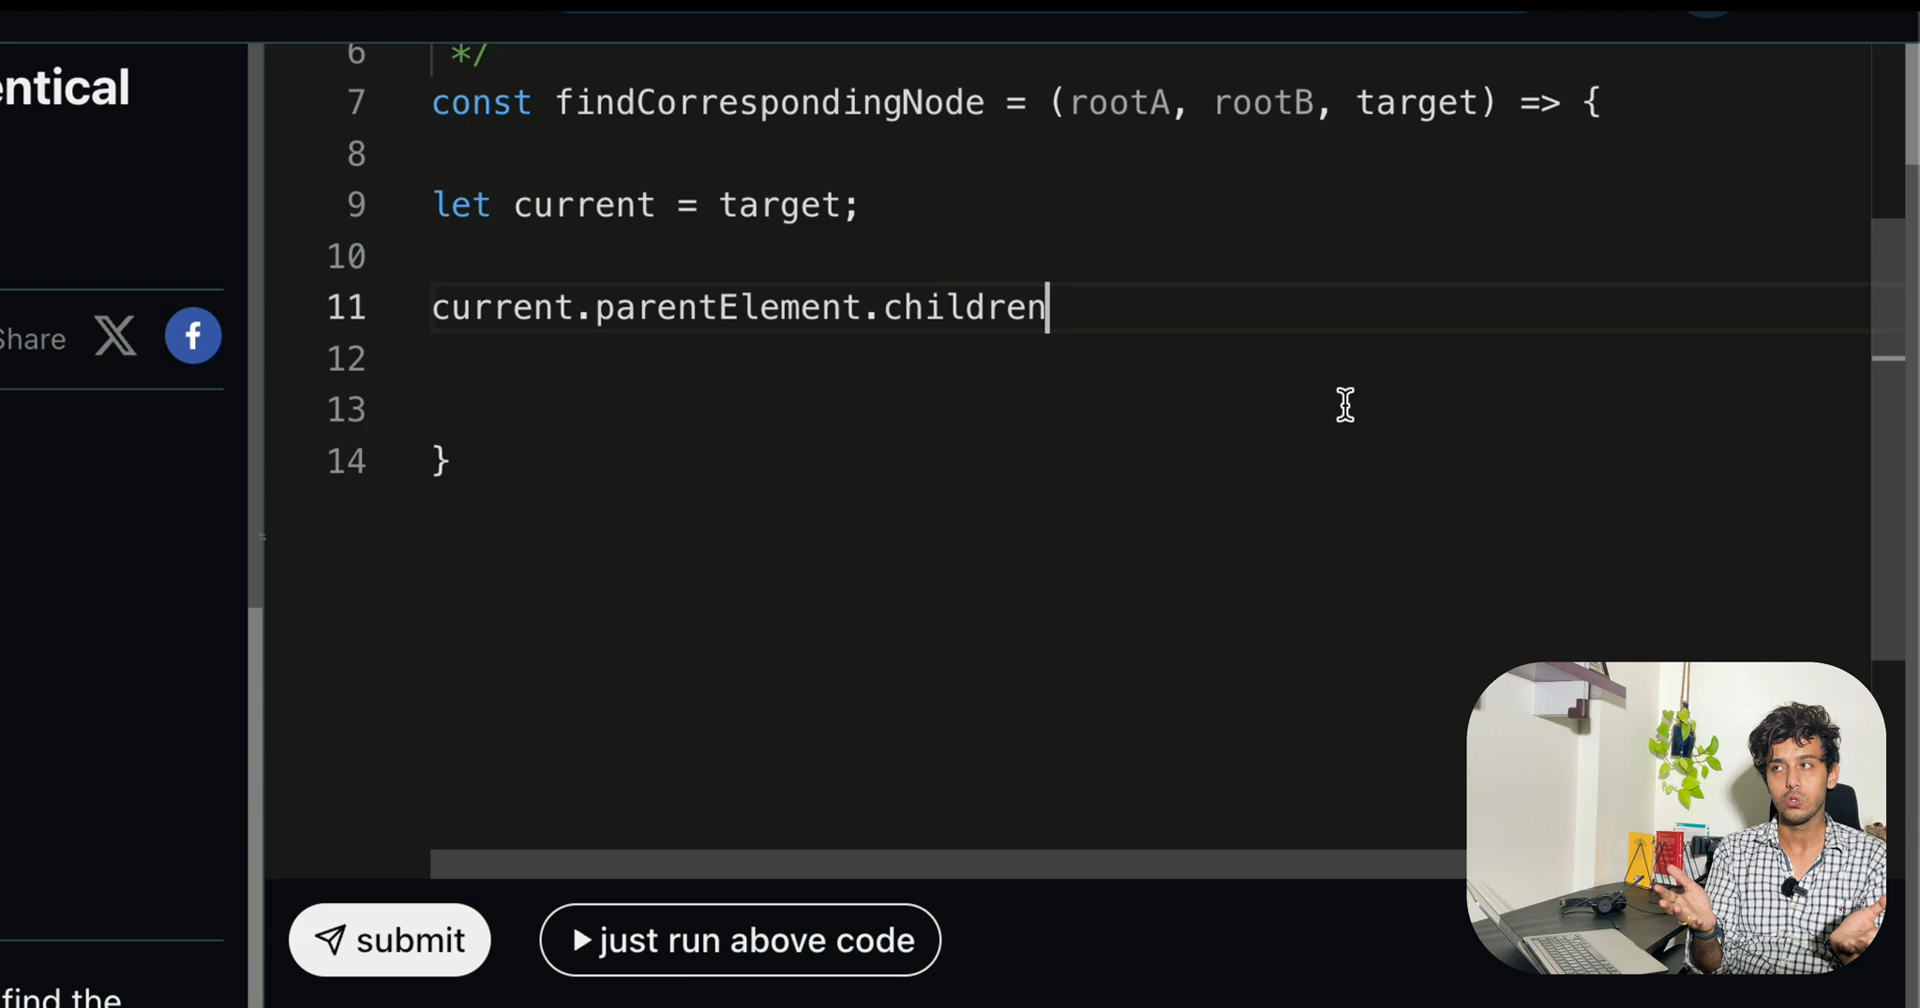 entical
Share
f
find the
6 */
7 const findCorrespondingNode = (rootA, rootB, target) => {
8
9 let current = target;
10
11 current.parentElement.children
12
13
14 }
submit
just run above code